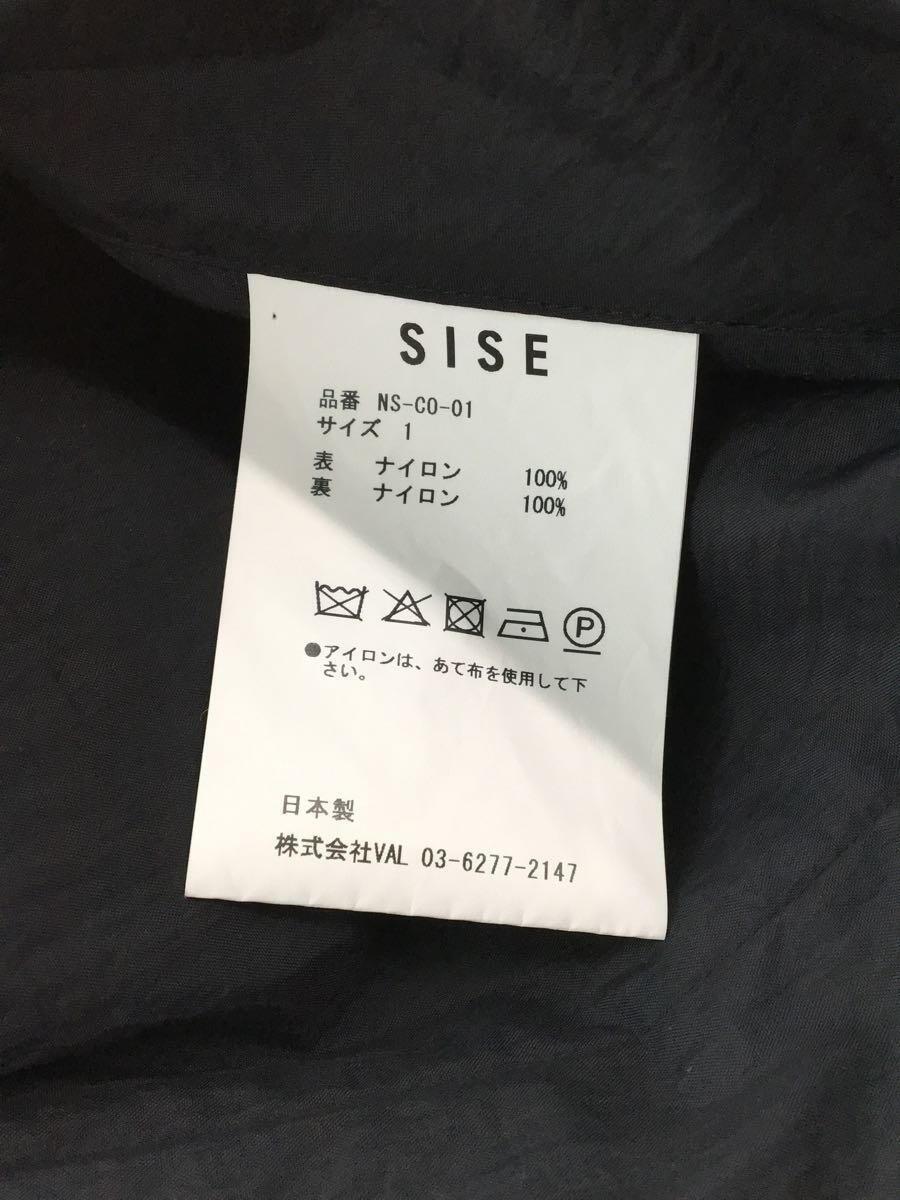 SISE
品番 NS-CO-01
サイズ 1
表 ナイロン 100%
裏 ナイロン 100%
P
●アイロンは、あて布を使用して下
さい。
日本製
株式会社VAL 03-6277-2147